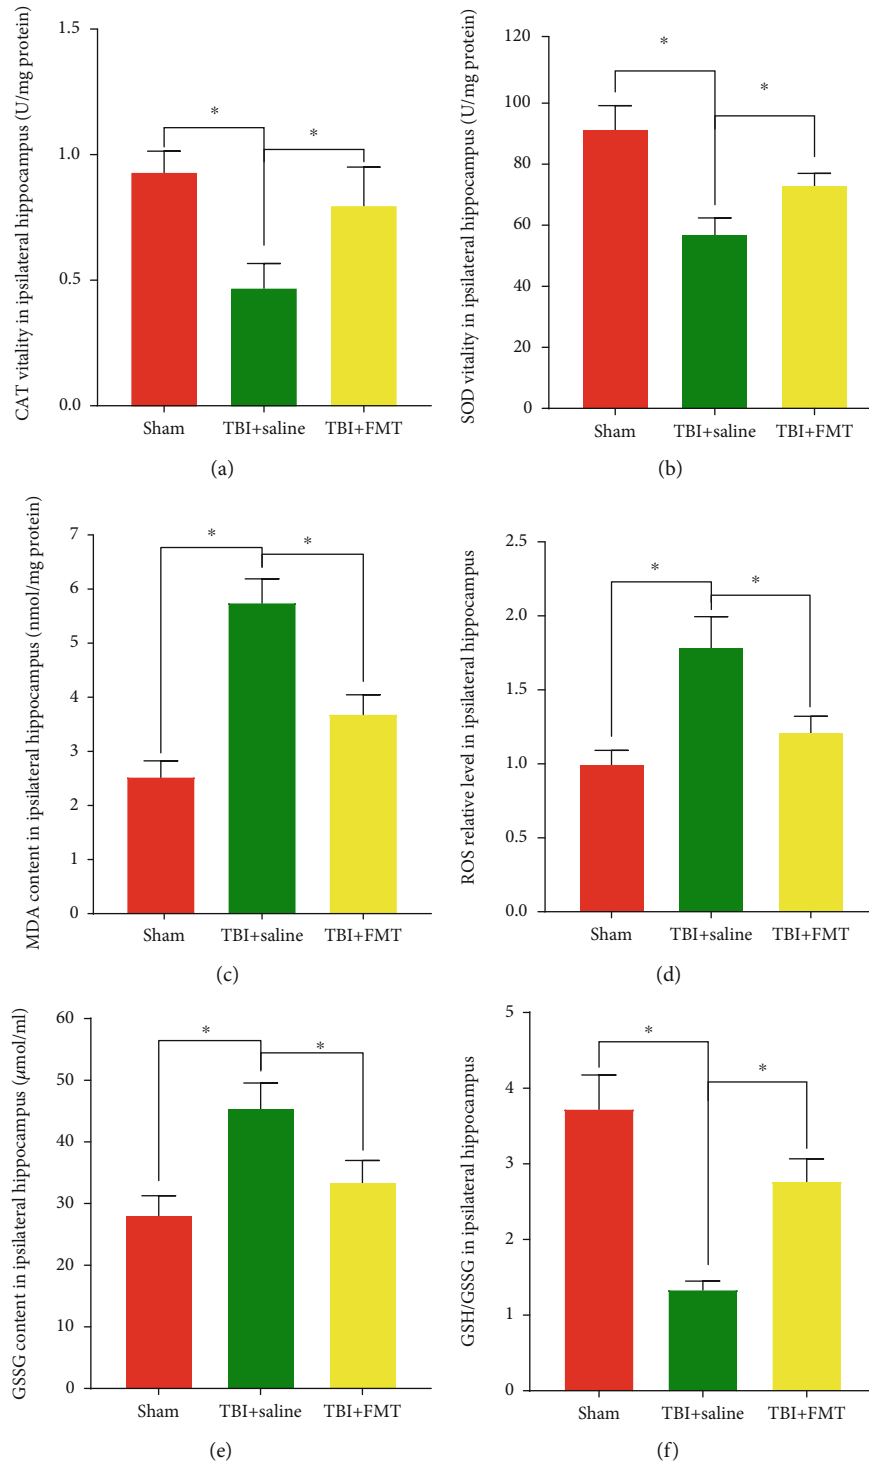 CAT vitality in ipsilateral hippocampus (U/mg protein)
1.5
1.0
0.5
0.0
*
*
Sham
TBI+saline
TBI+FMT
(a)
SOD vitality in ipsilateral hippocampus (U/mg protein)
120
100
80
60
40
20
0
*
*
Sham
TBI+saline
TBI+FMT
(b)
MDA content in ipsilateral hippocampus (nmol/mg protein)
7
6
5
4
3
2
1
0
*
*
Sham
TBI+saline
TBI+FMT
(c)
ROS relative level in ipsilateral hippocampus
2.5
2.0
1.5
1.0
0.5
0.0
*
*
Sham
TBI+saline
TBI+FMT
(d)
GSSG content in ipsilateral hippocampus (μmol/ml)
60
50
40
30
20
10
0
*
*
Sham
TBI+saline
TBI+FMT
(e)
GSH/GSSG in ipsilateral hippocampus
5
4
3
2
1
0
*
*
Sham
TBI+saline
TBI+FMT
(f)